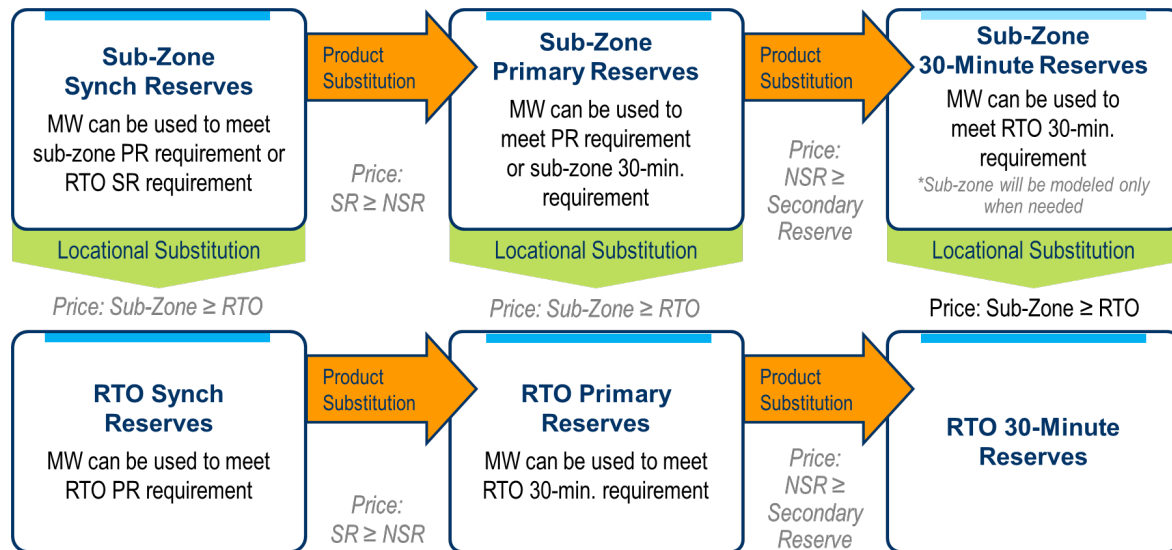 Sub-Zone
Synch Reserves
MW can be used to meet
sub-zone PR requirement or
RTO SR requirement
Product
Substitution
Price:
SR ≥ NSR
Sub-Zone
Primary Reserves
MW can be used to
meet PR requirement
or sub-zone 30-min.
requirement
Product
Substitution
Price:
NSR ≥
Secondary
Reserve
Sub-Zone
30-Minute Reserves
MW can be used to
meet RTO 30-min.
requirement
*Sub-zone will be modeled only
when needed
Locational Substitution
Locational Substitution
Locational Substitution
Price: Sub-Zone ≥ RTO
Price: Sub-Zone ≥ RTO
Price: Sub-Zone ≥ RTO
RTO Synch
Reserves
MW can be used to meet
RTO PR requirement
Product
Substitution
Price:
SR ≥ NSR
RTO Primary
Reserves
MW can be used to meet
RTO 30-min. requirement
Product
Substitution
Price:
NSR ≥
Secondary
Reserve
RTO 30-Minute
Reserves